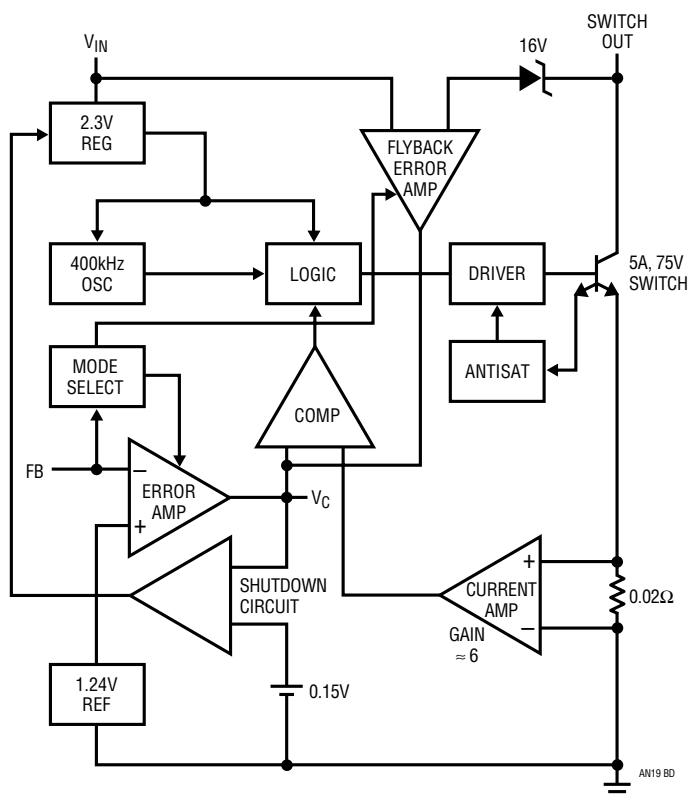 SWITCH
OUT
16V
VIN
2.3V
REG
FLYBACK
ERROR
AMP
400kHz
OSC
LOGIC
DRIVER
5A, 75V
SWITCH
MODE
SELECT
ANTISAT
COMP
FB
−
ERROR
AMP
+
VC
SHUTDOWN
CIRCUIT
+
CURRENT
AMP
−
GAIN
≈ 6
0.02Ω
1.24V
REF
0.15V
AN19 BD